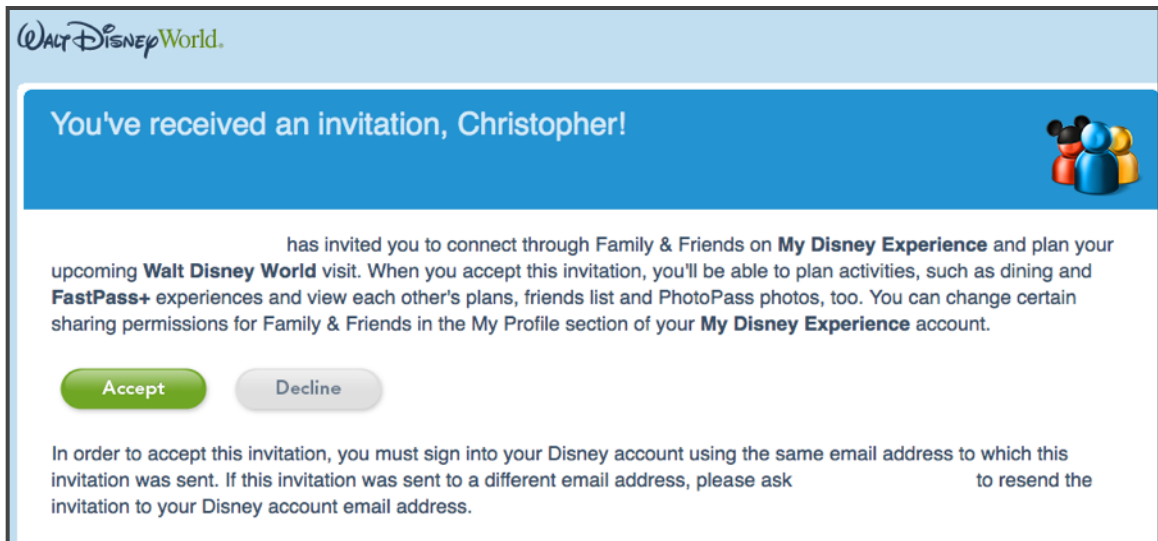 Walt Disney World.
You've received an invitation, Christopher!
has invited you to connect through Family & Friends on My Disney Experience and plan your
upcoming Walt Disney World visit. When you accept this invitation, you'll be able to plan activities, such as dining and
FastPass+ experiences and view each other's plans, friends list and PhotoPass photos, too. You can change certain
sharing permissions for Family & Friends in the My Profile section of your My Disney Experience account.
Accept Decline
In order to accept this invitation, you must sign into your Disney account using the same email address to which this
invitation was sent. If this invitation was sent to a different email address, please ask to resend the
invitation to your Disney account email address.